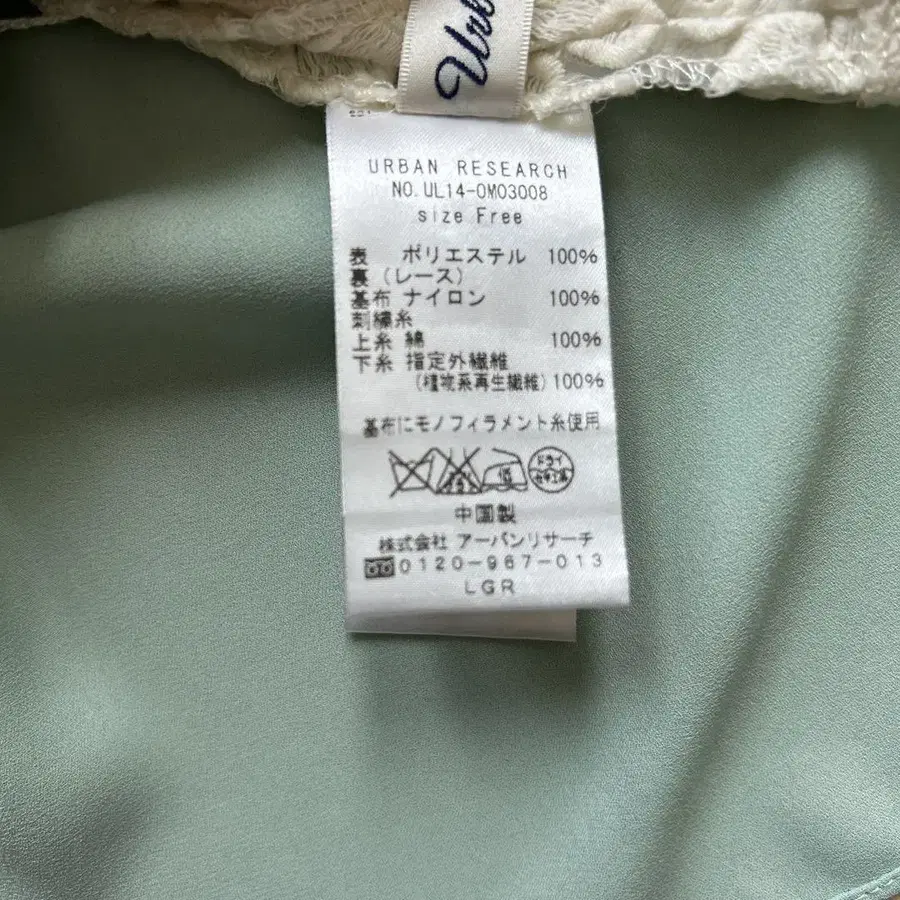 Urb
URBAN RESEARCH
NO. UL14-0M03008
size Free
表 ポリエステル 100%
裏(レース)
基布 ナイロン 100%
刺繍糸
上糸 綿 100%
下糸 指定外繊維
(植物系再生繊維)100%
基布にモノフィラメント糸使用
ドライ
中国製
株式会社 アーバンリサーチ
0120-967-013
LGR